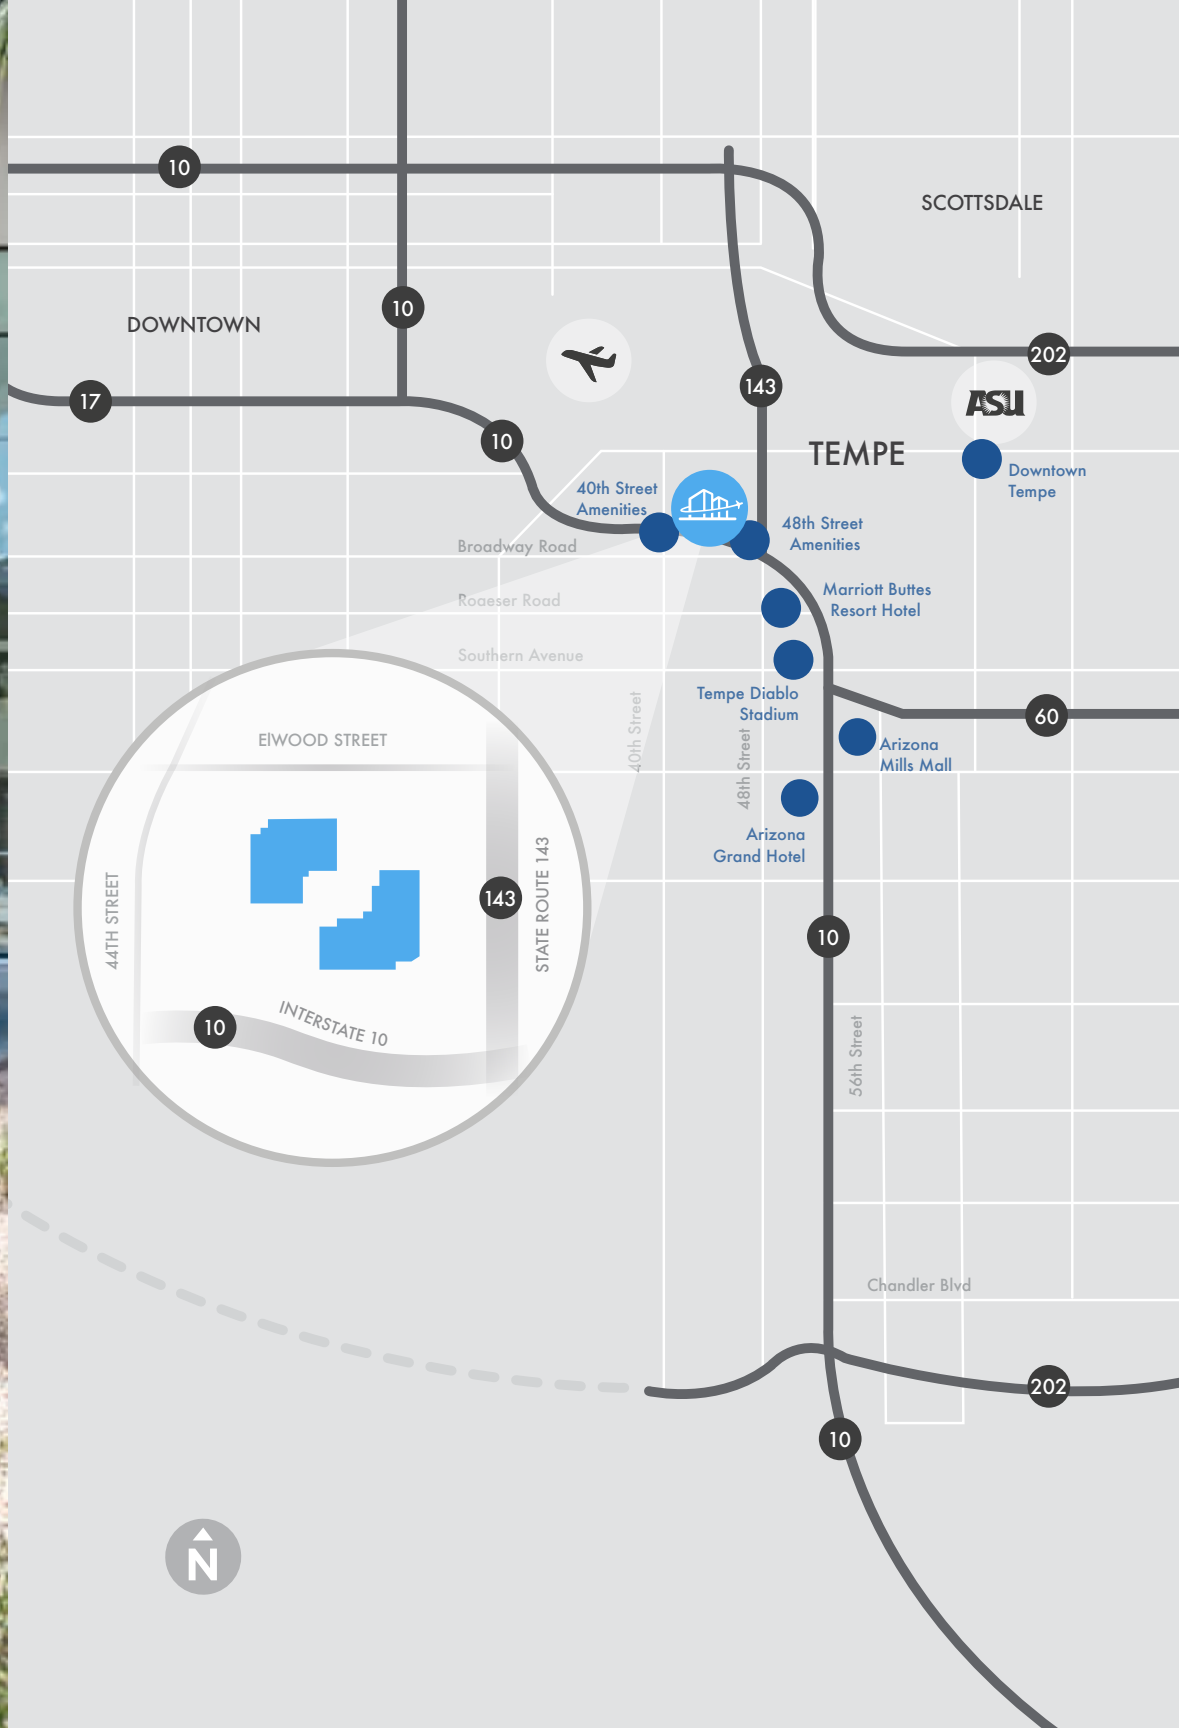 10
SCOTTSDALE
10
DOWNTOWN
202
143
17
ASU
10
TEMPE
Downtown
Tempe
40th Street
Amenities
48th Street
Amenities
Broadway Road
Marriott Buttes
Resort Hotel
Roaeser Road
Southern Avenue
Tempe Diablo
Stadium
40th Street
48th Street
60
Arizona
Mills Mall
ElWOOD STREET
Arizona
Grand Hotel
44TH STREET
143
STATE ROUTE 143
10
INTERSTATE 10
10
56th Street
Chandler Blvd
202
10
N